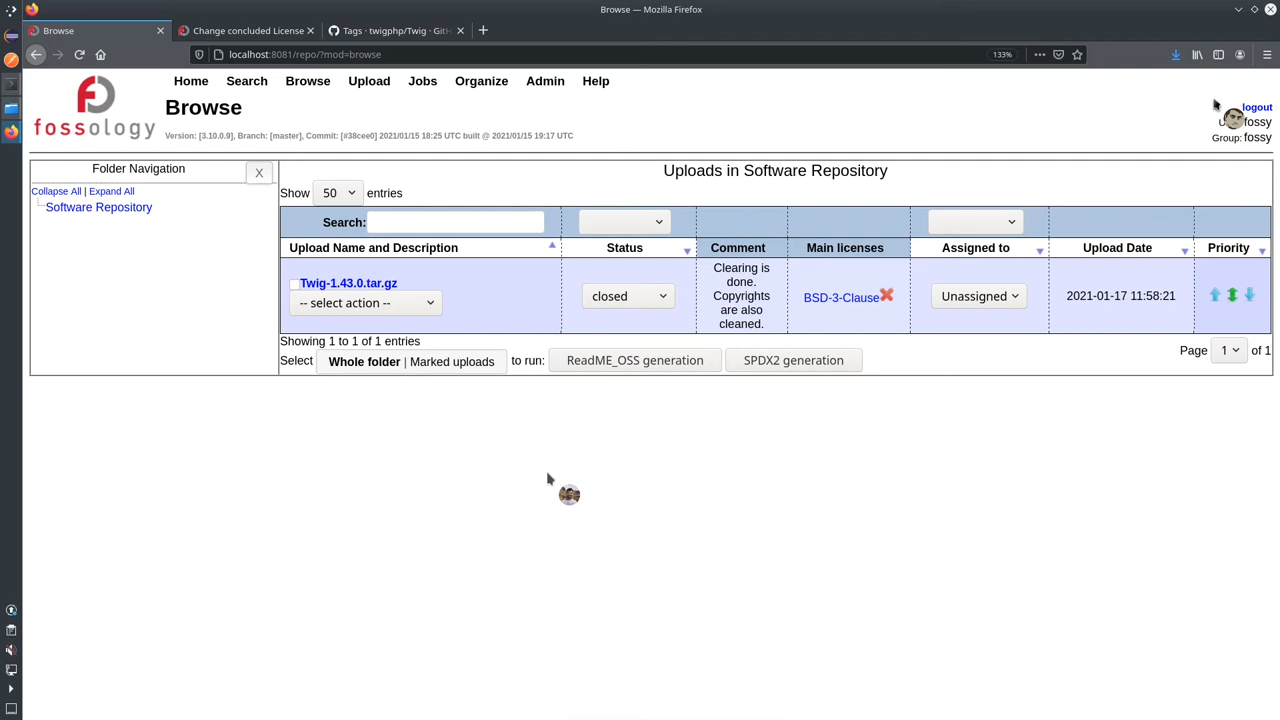 Browse — Mozilla Firefox
Browse
Change concluded License
Tags · twigphp/Twig · GitH
localhost:8081/repo/?mod=browse
133%
Home Search Browse Upload Jobs Organize Admin Help
fossology
Browse
Version: [3.10.0.9], Branch: [master], Commit: [#38cee0] 2021/01/15 18:25 UTC built @ 2021/01/15 19:17 UTC
logout
fossy
Group: fossy
Folder Navigation
X
Collapse All | Expand All
Software Repository
Uploads in Software Repository
Show 50 entries
Search:
Upload Name and Description Status Comment Main licenses Assigned to Upload Date Priority
Twig-1.43.0.tar.gz
-- select action --
closed
Clearing is
done.
Copyrights
are also
cleaned.
BSD-3-Clause
Unassigned
2021-01-17 11:58:21
Showing 1 to 1 of 1 entries
Select Whole folder | Marked uploads to run: ReadME_OSS generation SPDX2 generation
Page 1 of 1